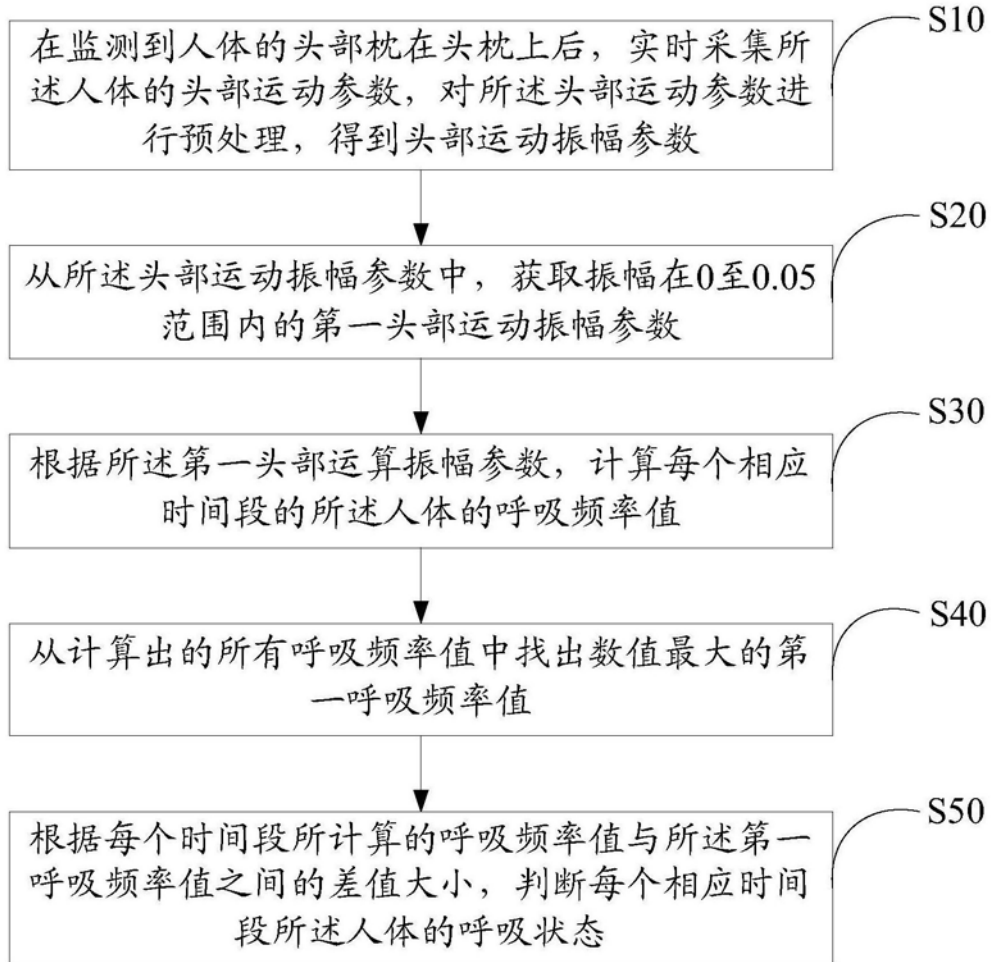 S10
在监测到人体的头部枕在头枕上后，实时采集所
述人体的头部运动参数，对所述头部运动参数进
行预处理，得到头部运动振幅参数
S20
从所述头部运动振幅参数中，获取振幅在0至0.05
范围内的第一头部运动振幅参数
S30
根据所述第一头部运算振幅参数，计算每个相应
时间段的所述人体的呼吸频率值
S40
从计算出的所有呼吸频率值中找出数值最大的第
一呼吸频率值
S50
根据每个时间段所计算的呼吸频率值与所述第一
呼吸频率值之间的差值大小，判断每个相应时间
段所述人体的呼吸状态